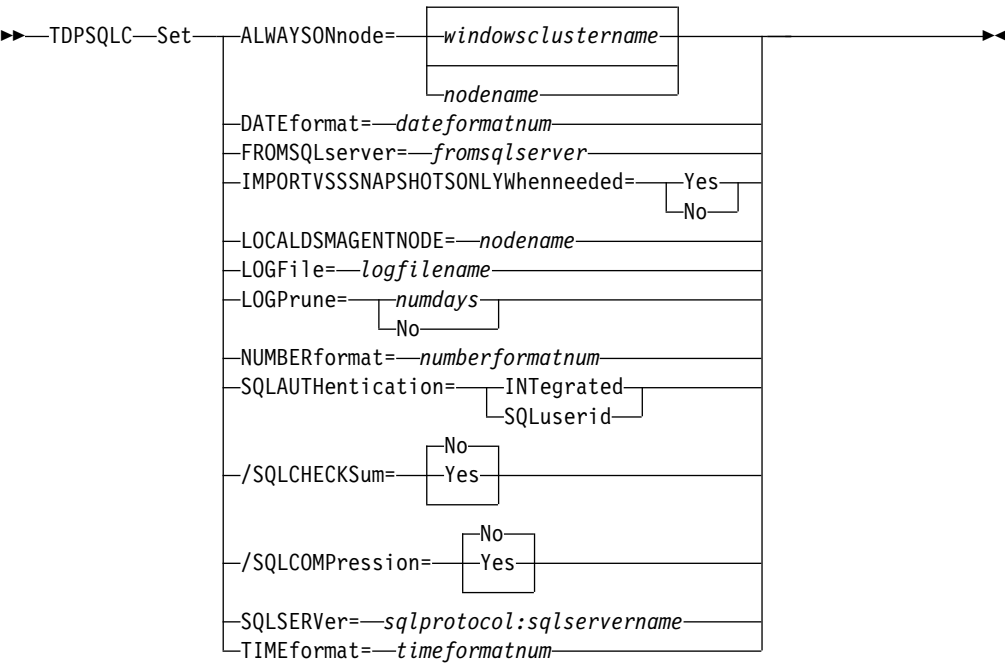 TDPSQLC Set ALWAYSONnode= windowsclustername
nodename
DATEformat= dateformatnum
FROMSQLserver= fromsqlserver
IMPORTVSSSNAPSHOTSONLYWhenneeded= Yes
No
LOCALDSMAGENTNODE= nodename
LOGFile= logfilename
LOGPrune= numdays
No
NUMBERformat= numberformatnum
SQLAUTHentication= INTegrated
SQLuserid
No
/SQLCHECKSum= Yes
No
/SQLCOMPression= Yes
SQLSERVer= sqlprotocol:sqlservername
TIMEformat= timeformatnum